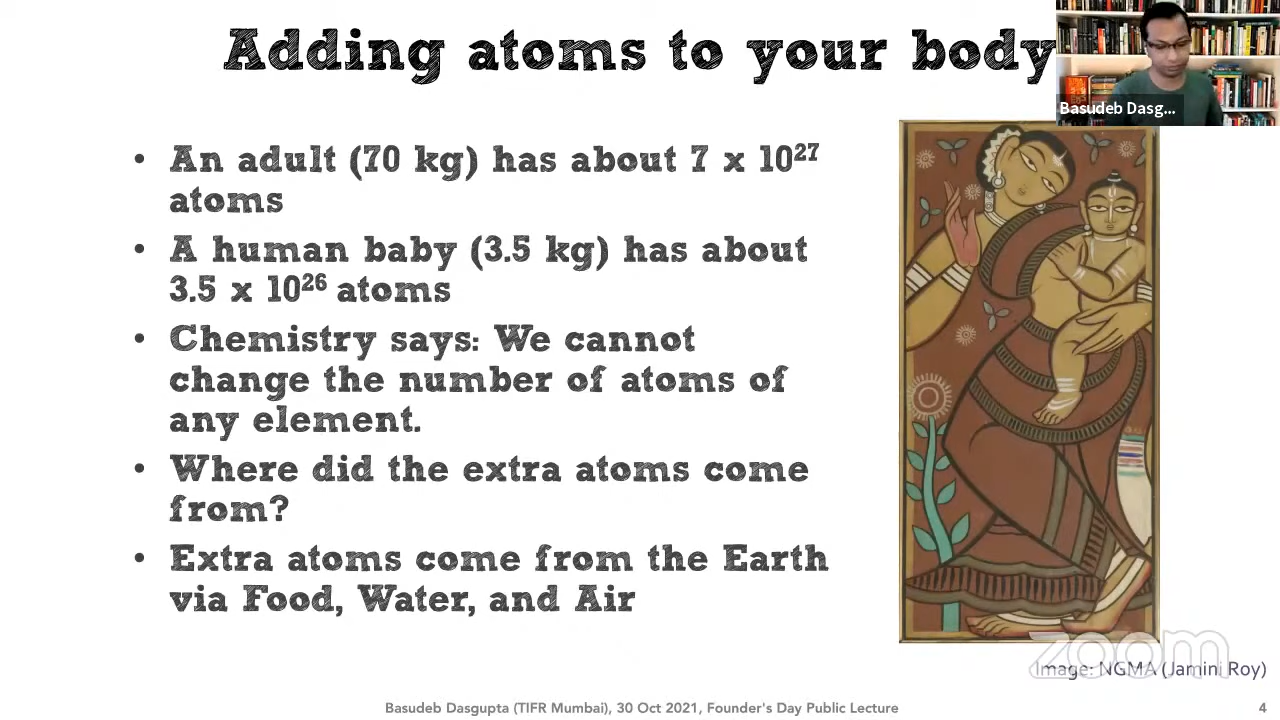 Adding atoms to your body
Basudeb Dasg...
• An adult (70 kg) has about 7 x 10²⁷
atoms
• A human baby (3.5 kg) has about
3.5 x 10²⁶ atoms
• Chemistry says: We cannot
change the number of atoms of
any element.
• Where did the extra atoms come
from?
• Extra atoms come from the Earth
via Food, Water, and Air
zoom
Image: NGMA (Jamini Roy)
Basudeb Dasgupta (TIFR Mumbai), 30 Oct 2021, Founder's Day Public Lecture
4